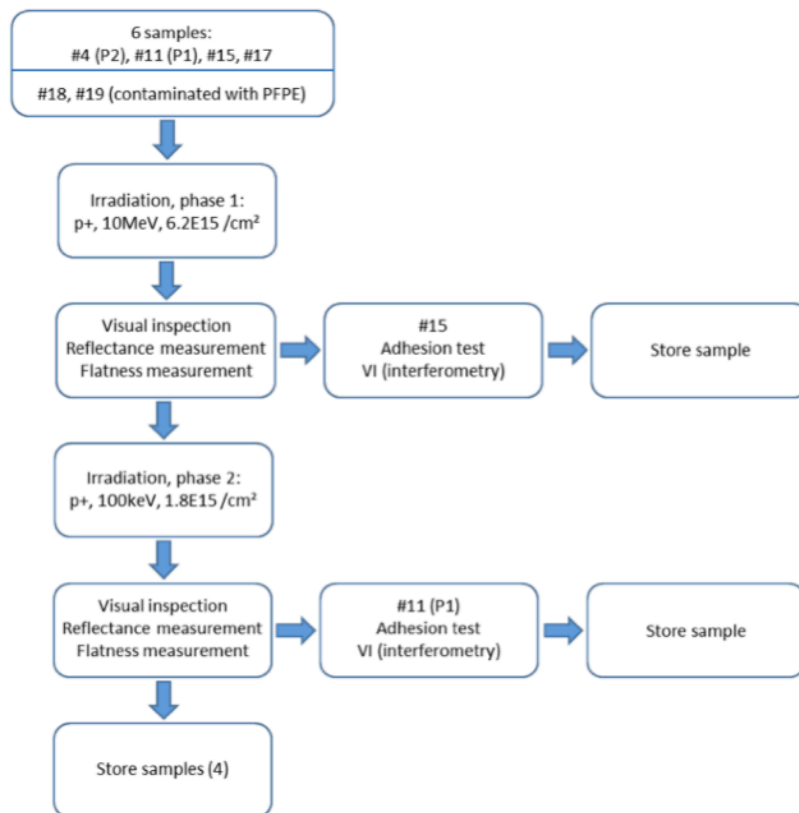 6 samples:
#4 (P2), #11 (P1), #15, #17
#18, #19 (contaminated with PFPE)
Irradiation, phase 1:
p+, 10MeV, 6.2E15 /cm²
Visual inspection
Reflectance measurement
Flatness measurement
#15
Adhesion test
VI (interferometry)
Store sample
Irradiation, phase 2:
p+, 100keV, 1.8E15 /cm²
Visual inspection
Reflectance measurement
Flatness measurement
#11 (P1)
Adhesion test
VI (interferometry)
Store sample
Store samples (4)